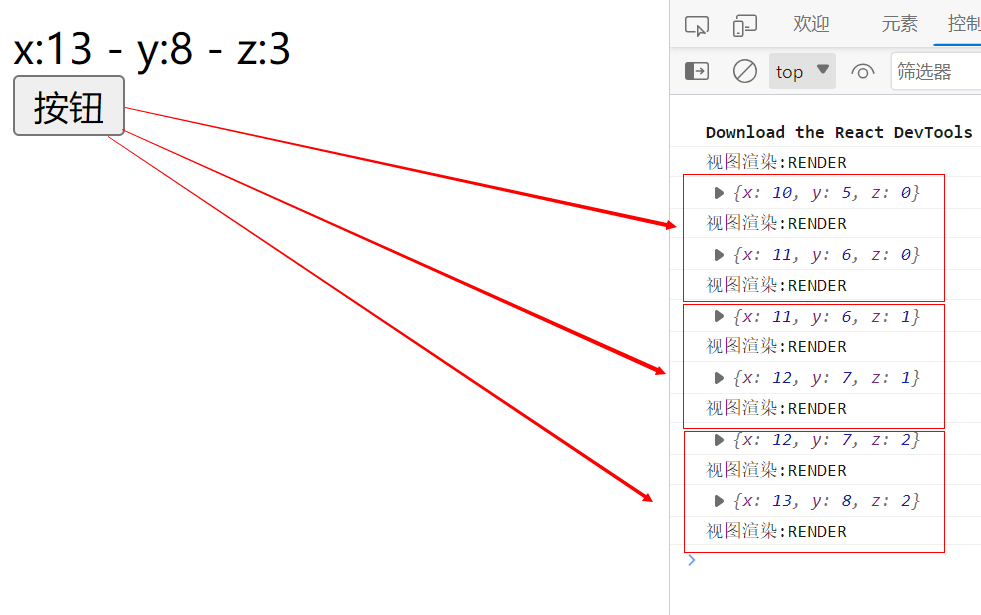 x:13 - y:8 - z:3
按钮
欢迎
元素
控制
top
筛选器
Download the React DevTools
视图渲染:RENDER
{x: 10, y: 5, z: 0}
视图渲染:RENDER
{x: 11, y: 6, z: 0}
视图渲染:RENDER
{x: 11, y: 6, z: 1}
视图渲染:RENDER
{x: 12, y: 7, z: 1}
视图渲染:RENDER
{x: 12, y: 7, z: 2}
视图渲染:RENDER
{x: 13, y: 8, z: 2}
视图渲染:RENDER